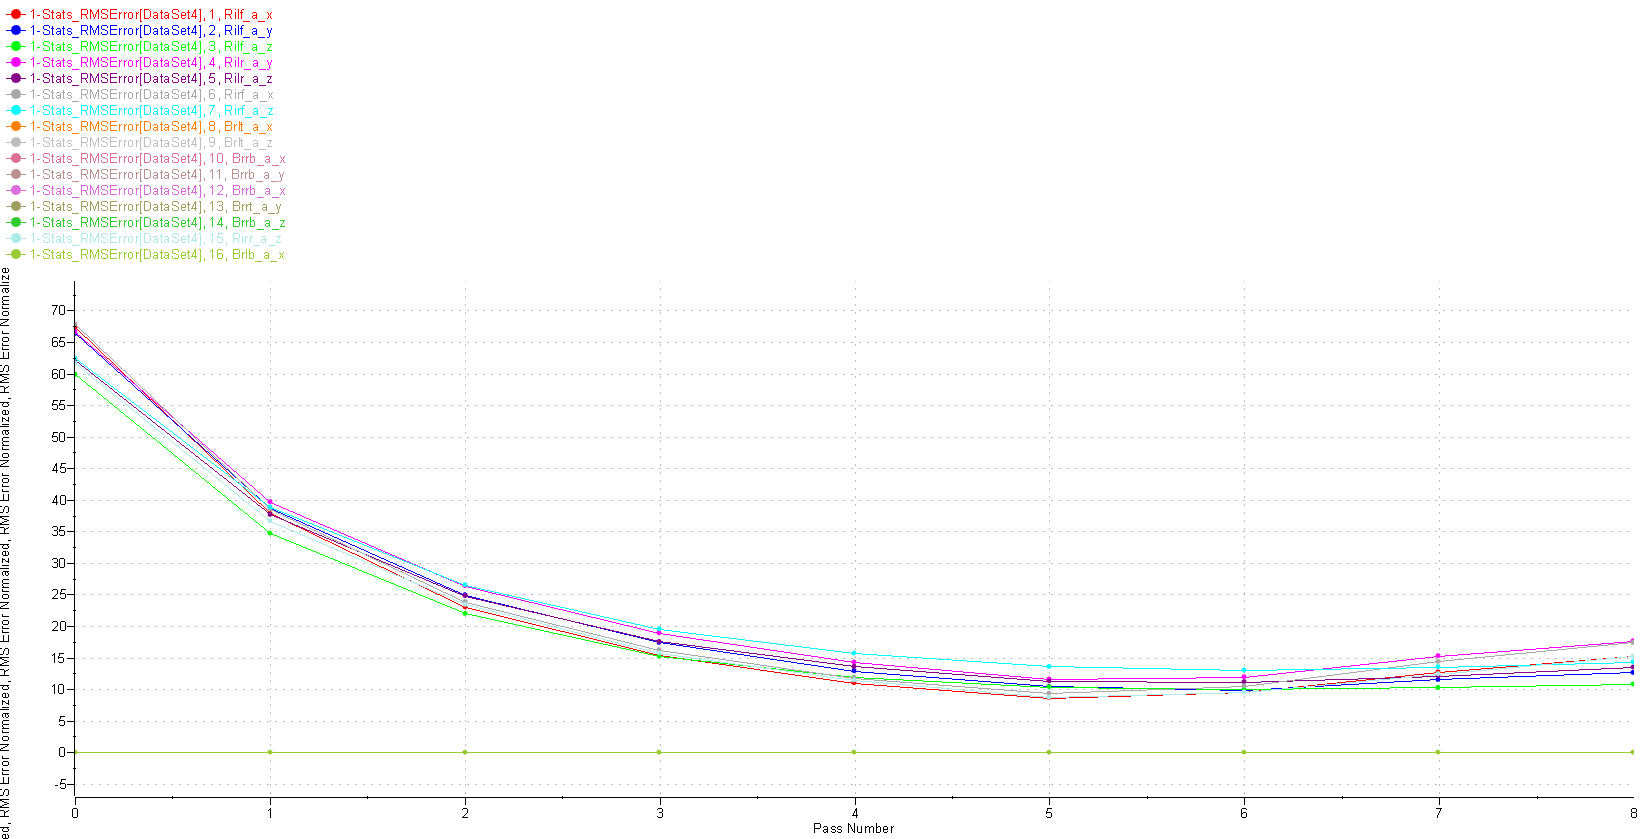 1-Stats_RMSError[DataSet4], 1, Rilf_a_x
1-Stats_RMSError[DataSet4], 2, Rilf_a_y
1-Stats_RMSError[DataSet4], 3, Rilf_a_z
1-Stats_RMSError[DataSet4], 4, Rilr_a_y
1-Stats_RMSError[DataSet4], 5, Rilr_a_z
1-Stats_RMSError[DataSet4], 6, Rirf_a_x
1-Stats_RMSError[DataSet4], 7, Rirf_a_z
1-Stats_RMSError[DataSet4], 8, Brlt_a_x
1-Stats_RMSError[DataSet4], 9, Brlt_a_z
1-Stats_RMSError[DataSet4], 10, Brrb_a_x
1-Stats_RMSError[DataSet4], 11, Brrb_a_y
1-Stats_RMSError[DataSet4], 12, Brrb_a_x
1-Stats_RMSError[DataSet4], 13, Brrt_a_y
1-Stats_RMSError[DataSet4], 14, Brrb_a_z
1-Stats_RMSError[DataSet4], 15, Rirr_a_z
1-Stats_RMSError[DataSet4], 16, Brlb_a_x
ed, RMS Error Normalized, RMS Error Normalized, RMS Error Normalized, RMS Error Normalize
70
65
60
55
50
45
40
35
30
25
20
15
10
5
0
-5
0 1 2 3 4 5 6 7 8
Pass Number